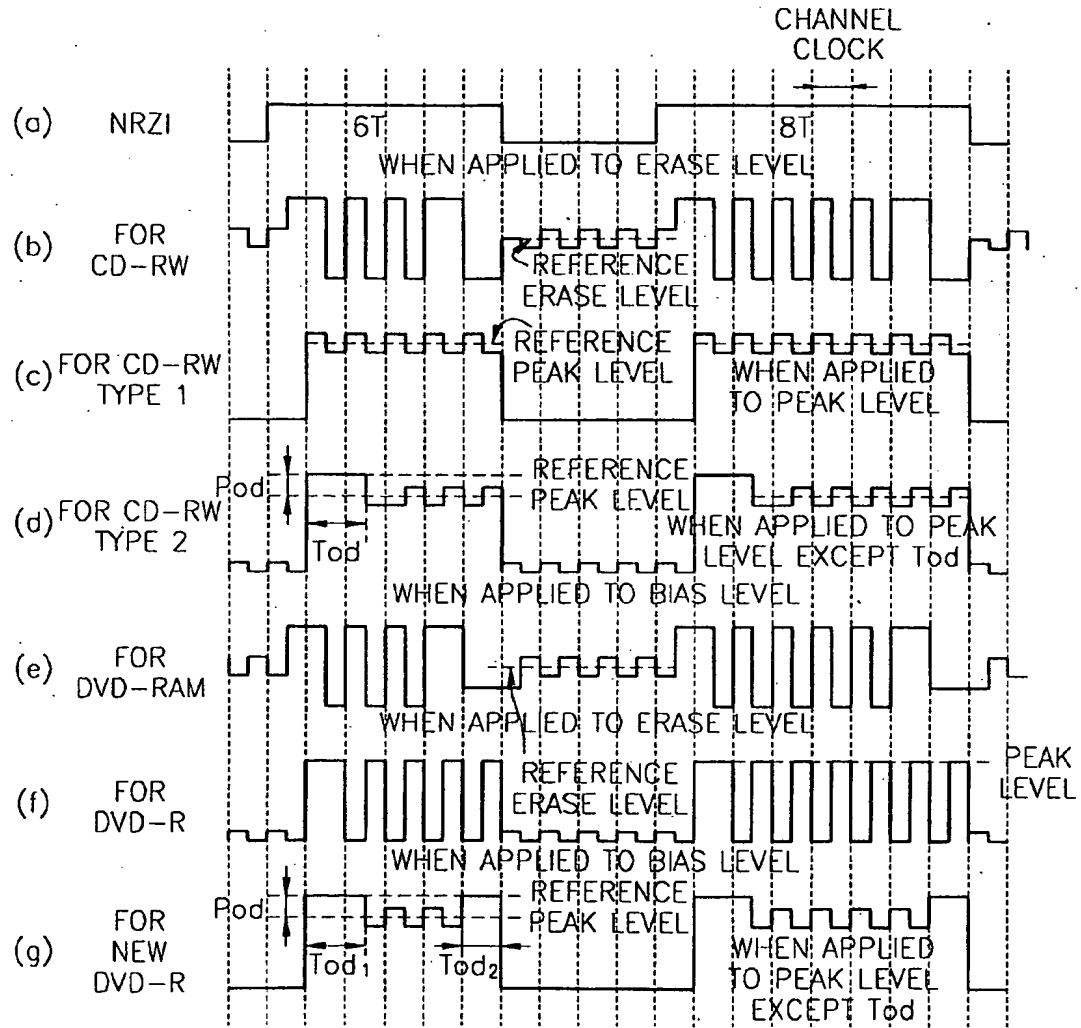 CHANNEL
CLOCK
(a) NRZI
6T
8T
WHEN APPLIED TO ERASE LEVEL
(b) FOR
CD-RW
REFERENCE
ERASE LEVEL
(c) FOR CD-RW
TYPE 1
REFERENCE
PEAK LEVEL
WHEN APPLIED
TO PEAK LEVEL
(d) FOR CD-RW
TYPE 2
Pod
Tod
REFERENCE
PEAK LEVEL
WHEN APPLIED TO PEAK
LEVEL EXCEPT Tod
WHEN APPLIED TO BIAS LEVEL
(e) FOR
DVD-RAM
WHEN APPLIED TO ERASE LEVEL
REFERENCE
ERASE LEVEL
(f) FOR
DVD-R
PEAK
LEVEL
WHEN APPLIED TO BIAS LEVEL
(g) FOR
NEW
DVD-R
Pod
Tod1
Tod2
REFERENCE
PEAK LEVEL
WHEN APPLIED
TO PEAK LEVEL
EXCEPT Tod